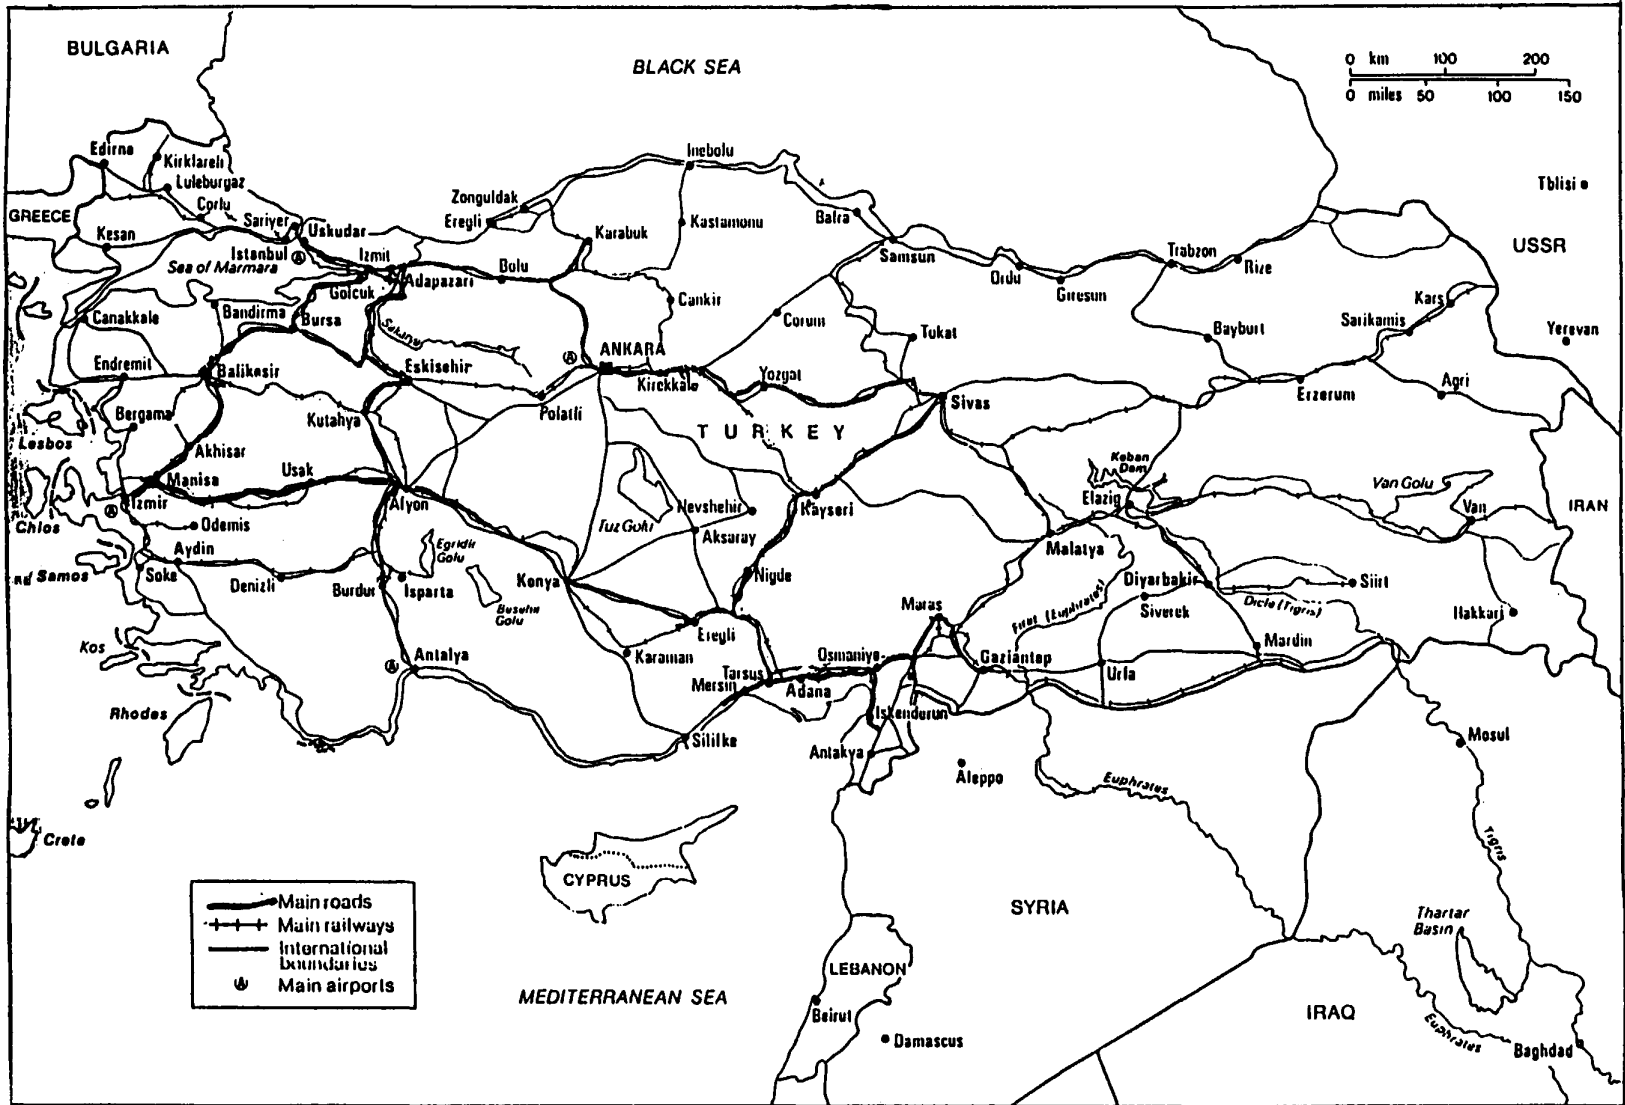 BULGARIA
BLACK SEA
0 km 100 200
0 miles 50 100 150
Edirne
Kirklareli
Luleburgaz
Corlu
GREECE
Kesan
Sariyer
Uskudar
Istanbul
Sea of Marmara
Izmit
Golcuk
Adapazari
Bolu
Zonguldak
Eregli
Karabuk
Inebolu
Kastamonu
Cankir
Corum
Bafra
Samsun
Ordu
Giresun
Trabzon
Rize
Tblisi
USSR
Kars
Sarikamis
Yerevan
Canakkale
Bandirma
Bursa
Sakarya
Tokat
Bayburt
Endremit
Balikesir
Eskisehir
ANKARA
Kirekkale
Yozgat
Polatli
Sivas
Erzerum
Agri
Bergama
Lesbos
Kutahya
TURKEY
Akhisar
Manisa
Usak
Keban
Dam
Elazig
Van Golu
Van
IRAN
Izmir
Chios
Odemis
Afyon
Tuz Golu
Nevshehir
Kayseri
Aksaray
Malatya
Aydin
Soke
Samos
Denizli
Egridir
Golu
Burdur
Isparta
Konya
Nigde
Diyarbakir
Siirt
Siverek
Dicle (Tigris)
Hakkari
Beysehir
Golu
Kos
Eregli
Maras
Firat (Euphrates)
Mardin
Antalya
Karaman
Osmaniye
Gaziantep
Urfa
Tarsus
Mersin
Adana
Rhodes
Iskenderun
Sililke
Antakya
Mosul
Aleppo
Euphrates
Crete
CYPRUS
Tigris
Main roads
Main railways
International
boundaries
A Main airports
SYRIA
Thartar
Basin
LEBANON
MEDITERRANEAN SEA
Beirut
IRAQ
Damascus
Euphrates
Baghdad